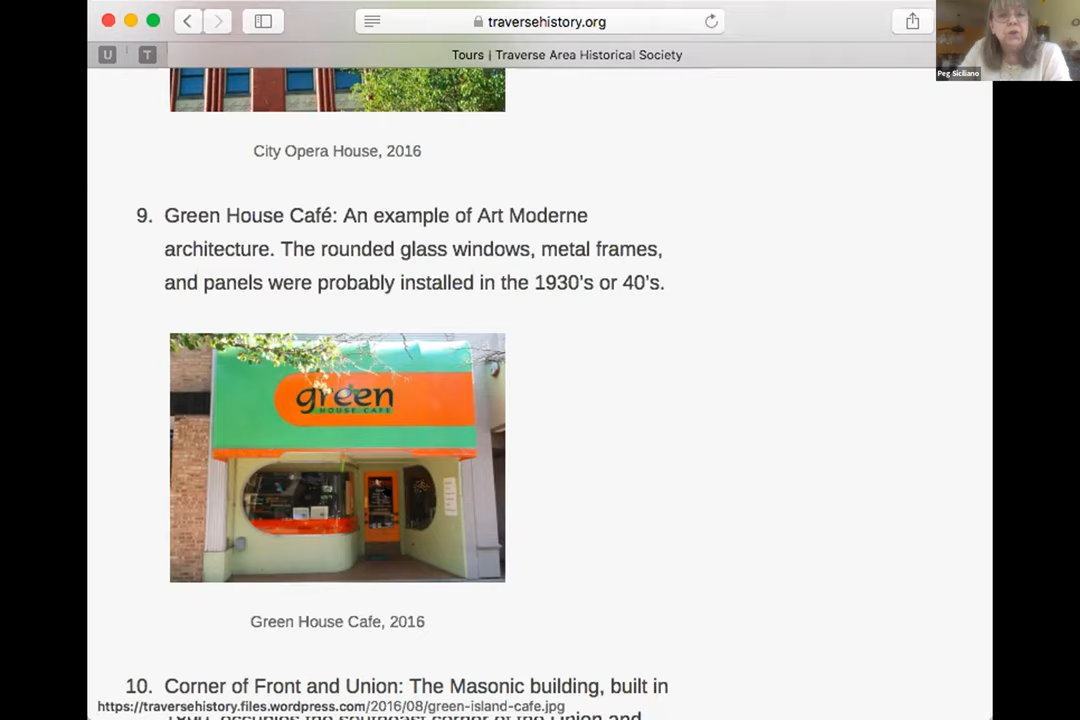 traversehistory.org
U
T
Tours | Traverse Area Historical Society
Peg Siciliano
City Opera House, 2016
9. Green House Café: An example of Art Moderne
architecture. The rounded glass windows, metal frames,
and panels were probably installed in the 1930's or 40's.
green
HOUSE CAFE
Green House Cafe, 2016
10. Corner of Front and Union: The Masonic building, built in
https://traversehistory.files.wordpress.com/2016/08/green-island-cafe.jpg